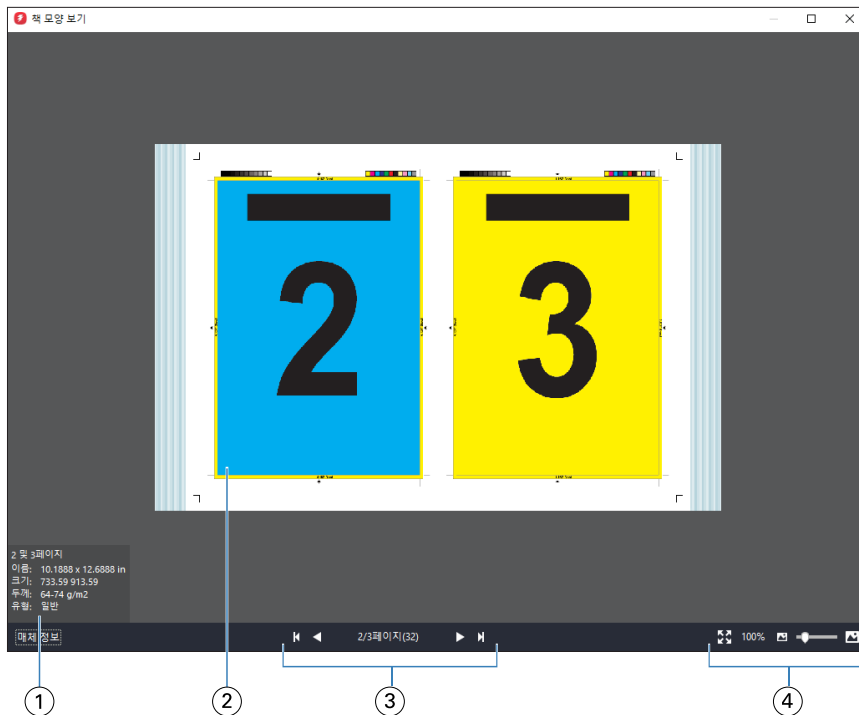 책 모양 보기
2
3
2 및 3페이지
이름: 10.1888 x 12.6888 in
크기: 733.59 913.59
두께: 64-74 g/m2
유형: 일반
매체 정보
2/3페이지(32)
100%
1
2
3
4